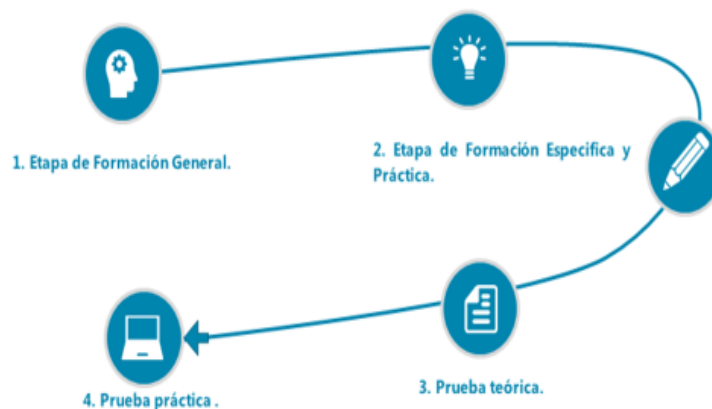 1. Etapa de Formación General.
2. Etapa de Formación Especifica y
Práctica.
3. Prueba teórica.
4. Prueba práctica .